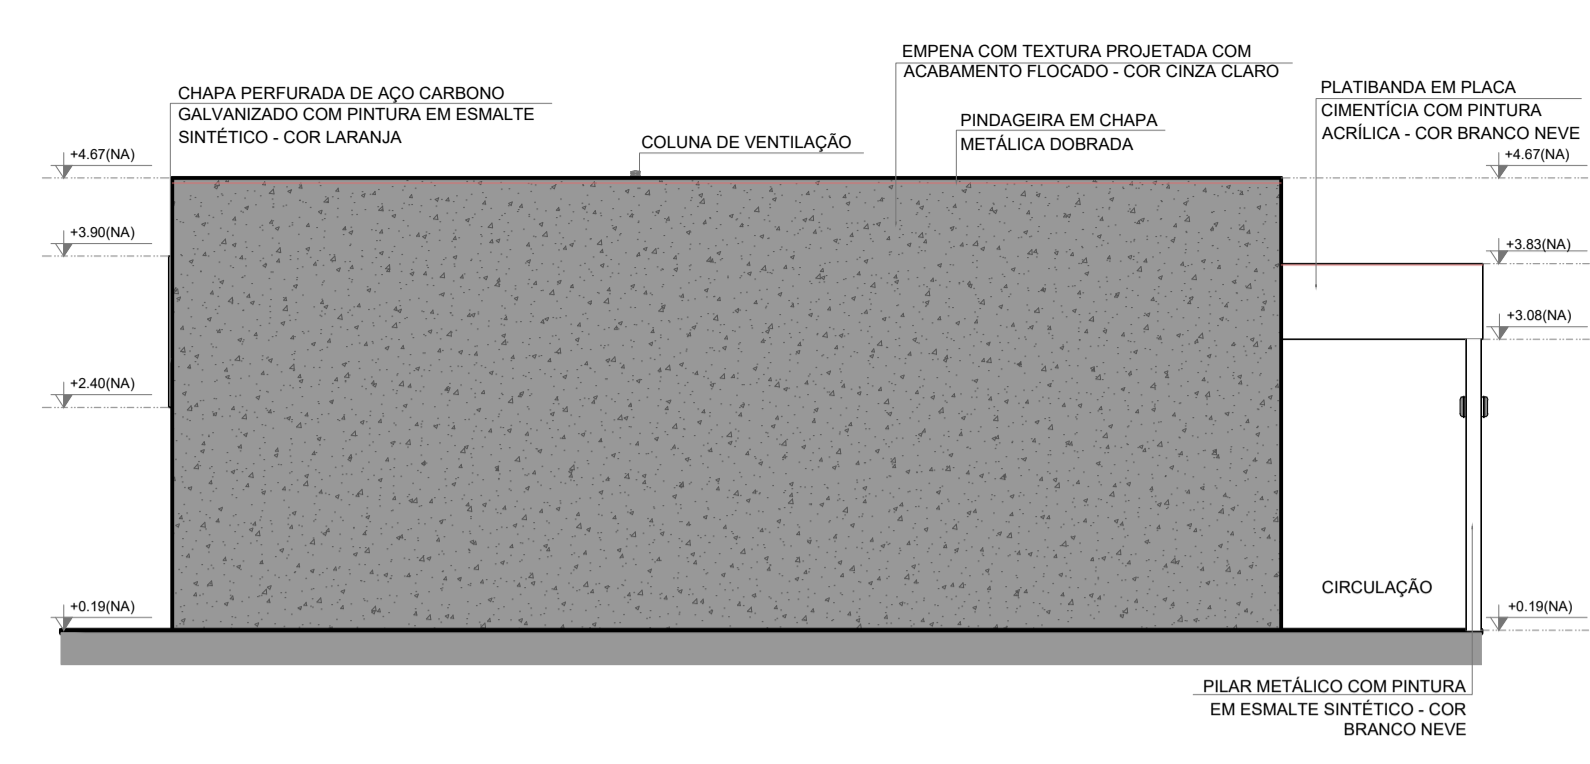 EMPENA COM TEXTURA PROJETADA COM
ACABAMENTO FLOCADO - COR CINZA CLARO
CHAPA PERFURADA DE AÇO CARBONO
GALVANIZADO COM PINTURA EM ESMALTE
SINTÉTICO - COR LARANJA
COLUNA DE VENTILAÇÃO
PINDAGEIRA EM CHAPA
METÁLICA DOBRADA
PLATIBANDA EM PLACA
CIMENTÍCIA COM PINTURA
ACRÍLICA - COR BRANCO NEVE
+4.67(NA)
+4.67(NA)
+3.90(NA)
+3.83(NA)
+3.08(NA)
+2.40(NA)
CIRCULAÇÃO
+0.19(NA)
+0.19(NA)
PILAR METÁLICO COM PINTURA
EM ESMALTE SINTÉTICO - COR
BRANCO NEVE